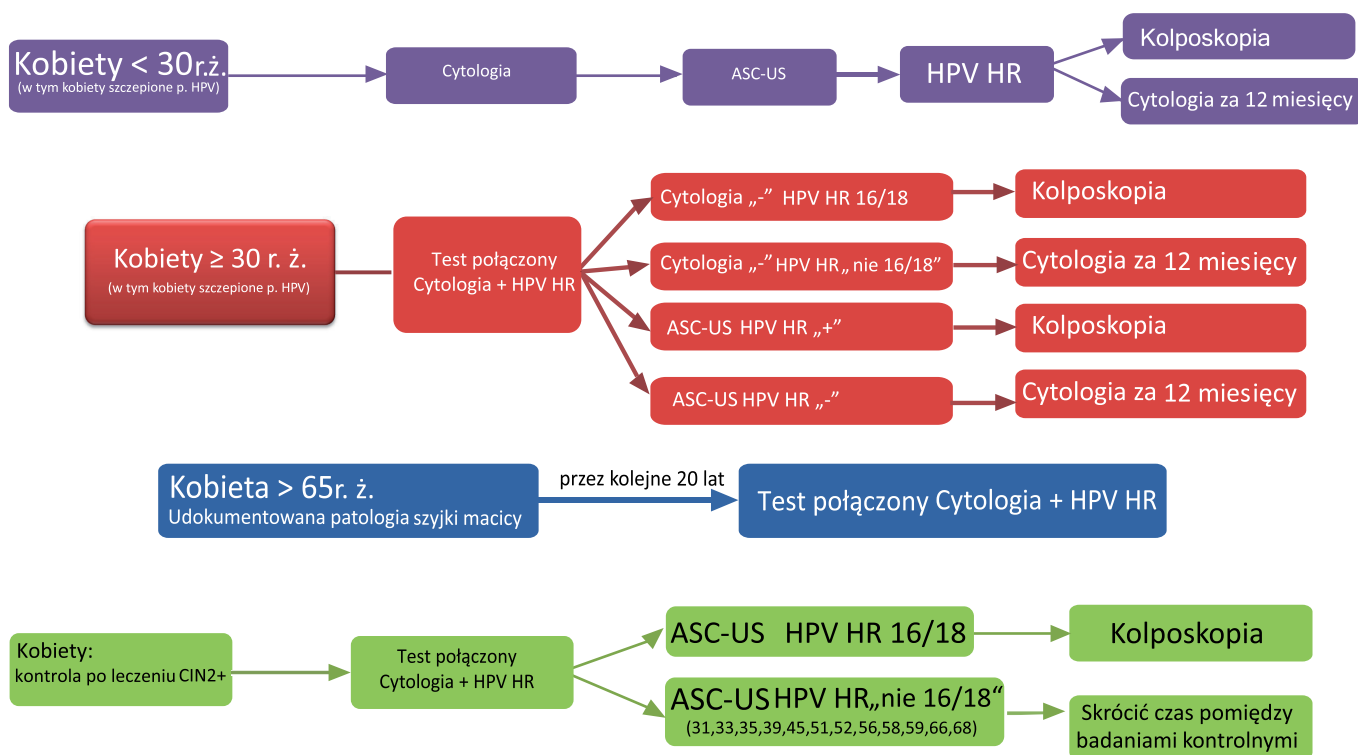 Kobiety < 30r.ż.
(w tym kobiety szczepione p. HPV)
Cytologia
ASC-US
HPV HR
Kolposkopia
Cytologia za 12 miesięcy
Kobiety ≥ 30 r. ż.
(w tym kobiety szczepione p. HPV)
Test połączony
Cytologia + HPV HR
Cytologia „-” HPV HR 16/18
Kolposkopia
Cytologia „-” HPV HR „ nie 16/18”
Cytologia za 12 miesięcy
ASC-US HPV HR „+”
Kolposkopia
ASC-US HPV HR „-”
Cytologia za 12 miesięcy
Kobieta > 65r. ż.
Udokumentowana patologia szyjki macicy
przez kolejne 20 lat
Test połączony Cytologia + HPV HR
Kobiety:
kontrola po leczeniu CIN2+
Test połączony
Cytologia + HPV HR
ASC-US HPV HR 16/18
Kolposkopia
ASC-US HPV HR „nie 16/18“
(31,33,35,39,45,51,52,56,58,59,66,68)
Skrócić czas pomiędzy
badaniami kontrolnymi